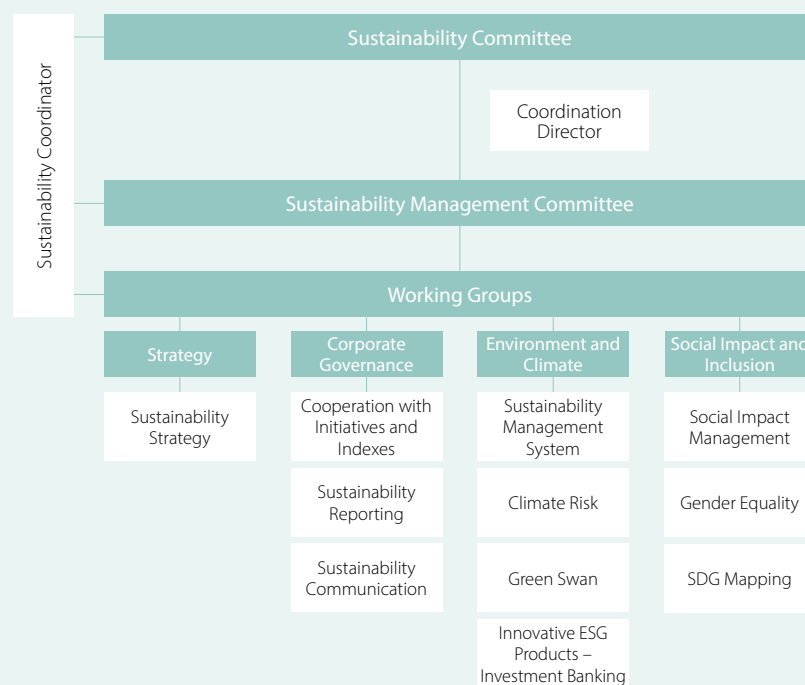 Sustainability Coordinator
Sustainability Committee
Coordination
Director
Sustainability Management Committee
Working Groups
Strategy
Sustainability
Strategy
Corporate
Governance
Cooperation with
Initiatives and
Indexes
Sustainability
Reporting
Sustainability
Communication
Environment and
Climate
Sustainability
Management
System
Climate Risk
Green Swan
Innovative ESG
Products –
Investment Banking
Social Impact and
Inclusion
Social Impact
Management
Gender Equality
SDG Mapping